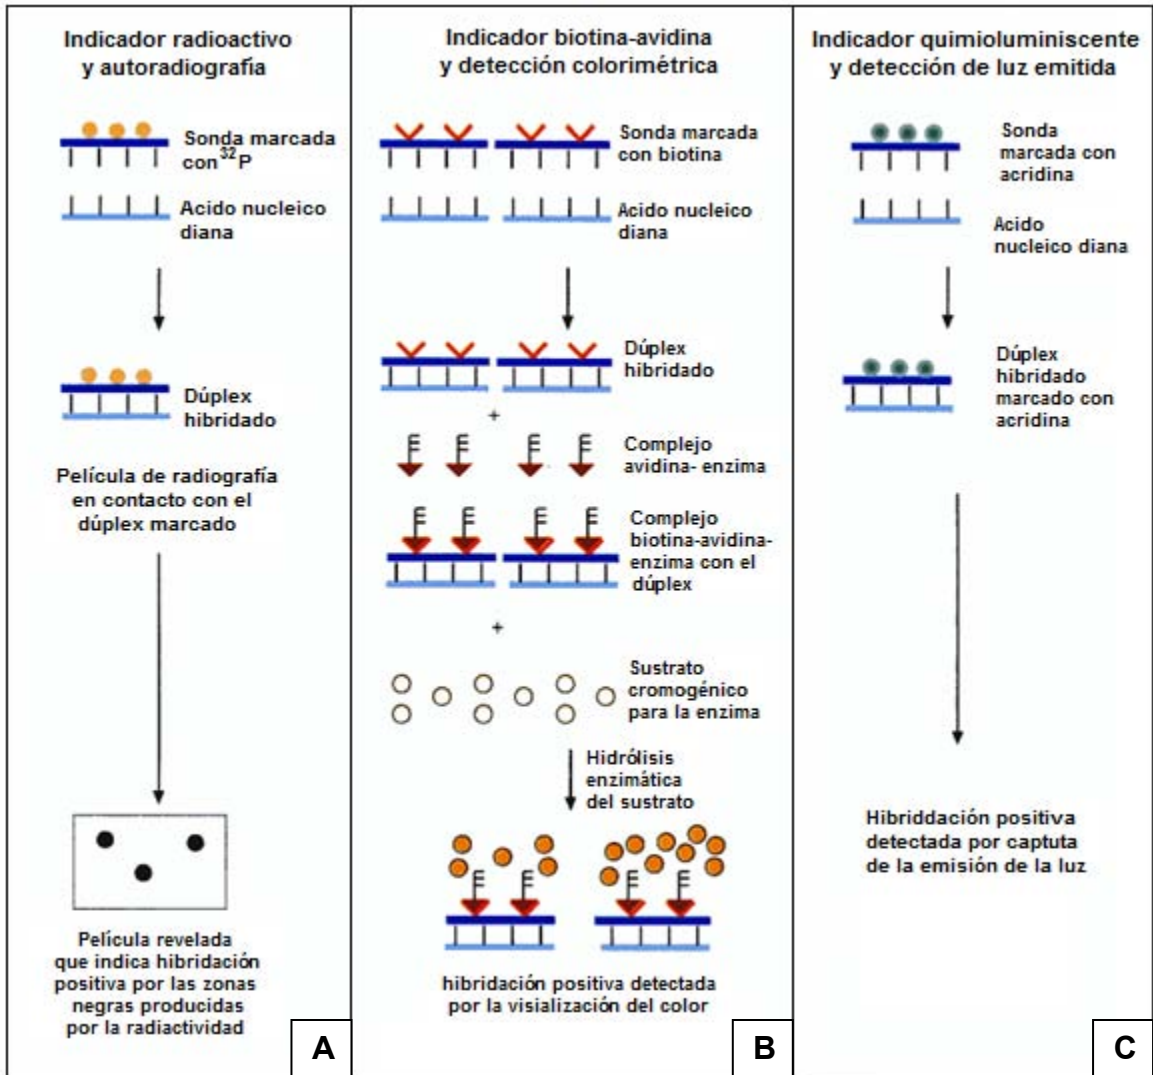 Indicador radioactivo
y autoradiografía
Sonda marcada
con 32P
Acido nucleico
diana
Dúplex
hibridado
Película de radiografía
en contacto con el
dúplex marcado
Película revelada
que indica hibridación
positiva por las zonas
negras producidas
por la radiactividad
A
Indicador biotina-avidina
y detección colorimétrica
Sonda marcada
con biotina
Acido nucleico
diana
Dúplex
hibridado
+
Complejo
avidina- enzima
Complejo
biotina-avidina-
enzima con el
dúplex
+
Sustrato
cromogénico
para la enzima
Hidrólisis
enzimática
del sustrato
hibridación positiva detectada
por la visialización del color
B
Indicador quimioluminiscente
y detección de luz emitida
Sonda
marcada con
acridina
Acido
nucleico diana
Dúplex
hibridado
marcado con
acridina
Hibriddación positiva
detectada por captuta
de la emisión de la luz
C